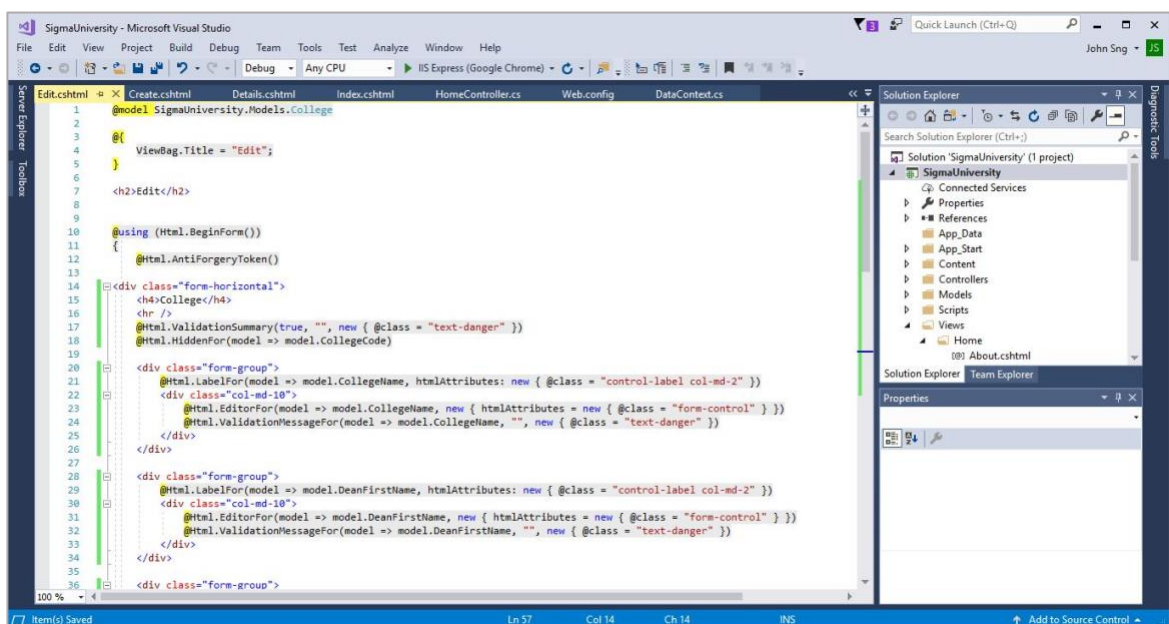 SigmaUniversity - Microsoft Visual Studio
3
Quick Launch (Ctrl+Q)
File Edit View Project Build Debug Team Tools Test Analyze Window Help
John Sng
JS
Debug Any CPU IIS Express (Google Chrome)
Server Explorer
Toolbox
Edit.cshtml Create.cshtml Details.cshtml Index.cshtml HomeController.cs Web.config DataContext.cs
1 @model SigmaUniversity.Models.College
2
3 @{
4 ViewBag.Title = "Edit";
5 }
6
7 <h2>Edit</h2>
8
9
10 @using (Html.BeginForm())
11 {
12 @Html.AntiForgeryToken()
13
14 <div class="form-horizontal">
15 <h4>College</h4>
16 <hr />
17 @Html.ValidationSummary(true, "", new { @class = "text-danger" })
18 @Html.HiddenFor(model => model.CollegeCode)
19
20 <div class="form-group">
21 @Html.LabelFor(model => model.CollegeName, htmlAttributes: new { @class = "control-label col-md-2" })
22 <div class="col-md-10">
23 @Html.EditorFor(model => model.CollegeName, new { htmlAttributes = new { @class = "form-control" } })
24 @Html.ValidationMessageFor(model => model.CollegeName, "", new { @class = "text-danger" })
25 </div>
26 </div>
27
28 <div class="form-group">
29 @Html.LabelFor(model => model.DeanFirstName, htmlAttributes: new { @class = "control-label col-md-2" })
30 <div class="col-md-10">
31 @Html.EditorFor(model => model.DeanFirstName, new { htmlAttributes = new { @class = "form-control" } })
32 @Html.ValidationMessageFor(model => model.DeanFirstName, "", new { @class = "text-danger" })
33 </div>
34 </div>
35
36 <div class="form-group">
100 %
Solution Explorer
Search Solution Explorer (Ctrl+;)
Solution 'SigmaUniversity' (1 project)
SigmaUniversity
Connected Services
Properties
References
App_Data
App_Start
Content
Controllers
Models
Scripts
Views
Home
About.cshtml
Solution Explorer Team Explorer
Properties
Diagnostic Tools
Item(s) Saved Ln 57 Col 14 Ch 14 INS Add to Source Control